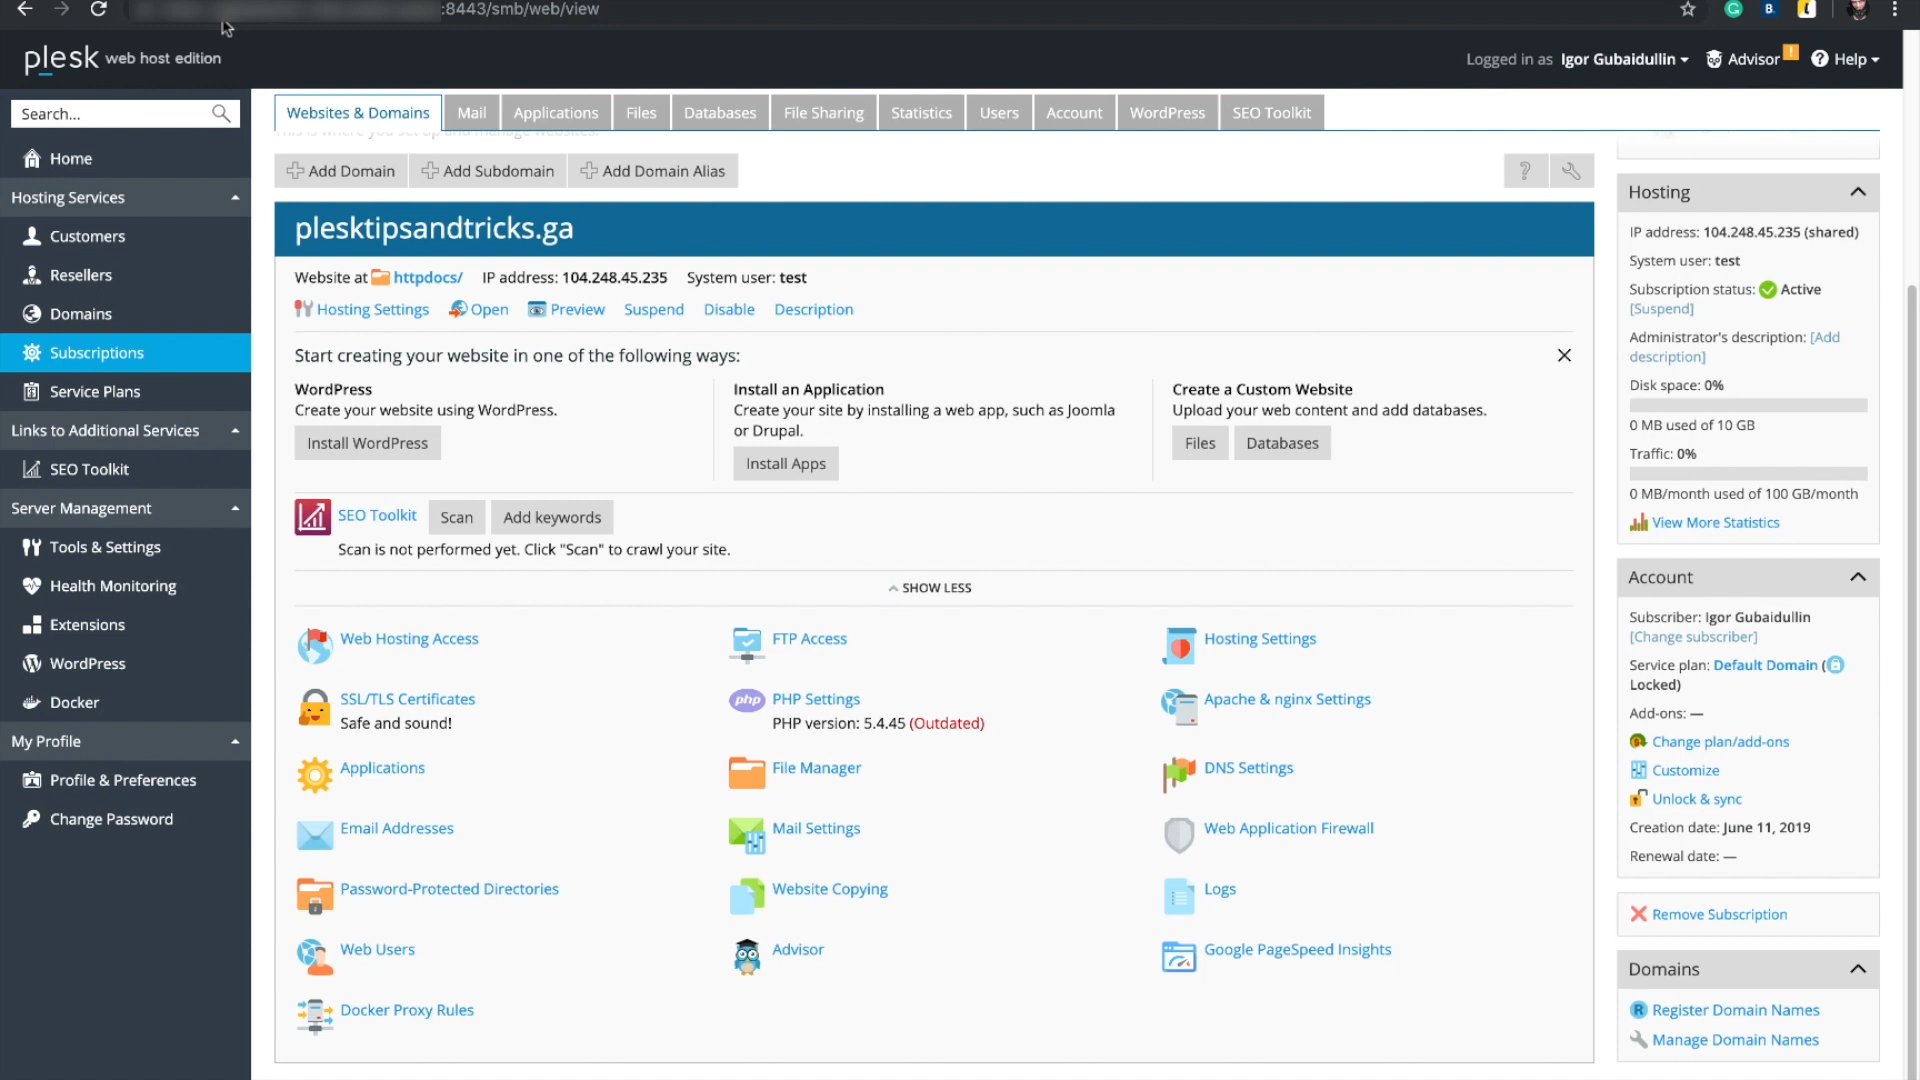 :8443/smb/web/view
plesk web host edition
Logged in as Igor Gubaidullin
Advisor
!
Help
Search...
Home
Hosting Services
Customers
Resellers
Domains
Subscriptions
Service Plans
Links to Additional Services
SEO Toolkit
Server Management
Tools & Settings
Health Monitoring
Extensions
WordPress
Docker
My Profile
Profile & Preferences
Change Password
Websites & Domains
Mail
Applications
Files
Databases
File Sharing
Statistics
Users
Account
WordPress
SEO Toolkit
This is where you set up and manage websites.
Add Domain
Add Subdomain
Add Domain Alias
?
plesktipsandtricks.ga
Website at httpdocs/ IP address: 104.248.45.235 System user: test
Hosting Settings Open Preview Suspend Disable Description
Start creating your website in one of the following ways:
WordPress
Create your website using WordPress.
Install WordPress
Install an Application
Create your site by installing a web app, such as Joomla
or Drupal.
Install Apps
Create a Custom Website
Upload your web content and add databases.
Files
Databases
SEO Toolkit
Scan
Add keywords
Scan is not performed yet. Click "Scan" to crawl your site.
SHOW LESS
Web Hosting Access
FTP Access
Hosting Settings
SSL/TLS Certificates
Safe and sound!
php
PHP Settings
PHP version: 5.4.45 (Outdated)
Apache & nginx Settings
Applications
File Manager
DNS Settings
Email Addresses
Mail Settings
Web Application Firewall
Password-Protected Directories
Website Copying
Logs
Web Users
Advisor
Google PageSpeed Insights
Docker Proxy Rules
Hosting
IP address: 104.248.45.235 (shared)
System user: test
Subscription status: Active
[Suspend]
Administrator's description: [Add
description]
Disk space: 0%
0 MB used of 10 GB
Traffic: 0%
0 MB/month used of 100 GB/month
View More Statistics
Account
Subscriber: Igor Gubaidullin
[Change subscriber]
Service plan: Default Domain (
Locked)
Add-ons: —
Change plan/add-ons
Customize
Unlock & sync
Creation date: June 11, 2019
Renewal date: —
Remove Subscription
Domains
R
Register Domain Names
Manage Domain Names